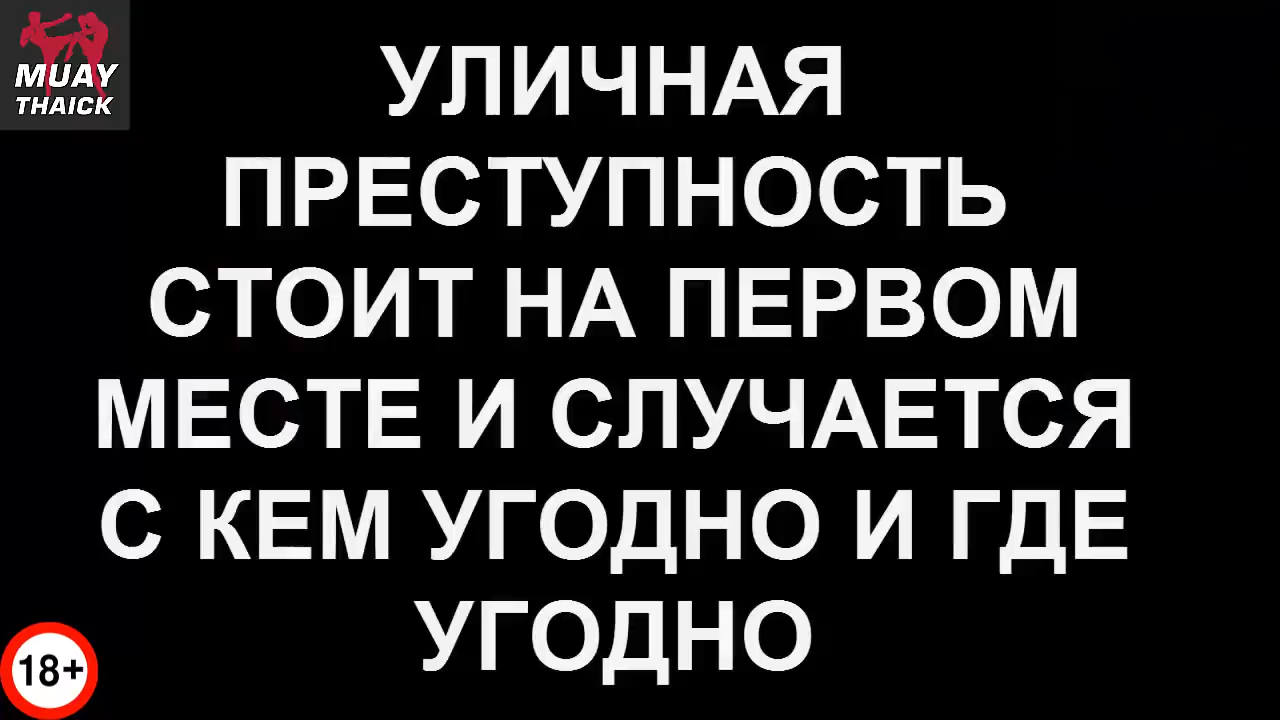 MUAY
THAICK
УЛИЧНАЯ
ПРЕСТУПНОСТЬ
СТОИТ НА ПЕРВОМ
МЕСТЕ И СЛУЧАЕТСЯ
С КЕМ УГОДНО И ГДЕ
УГОДНО
18+